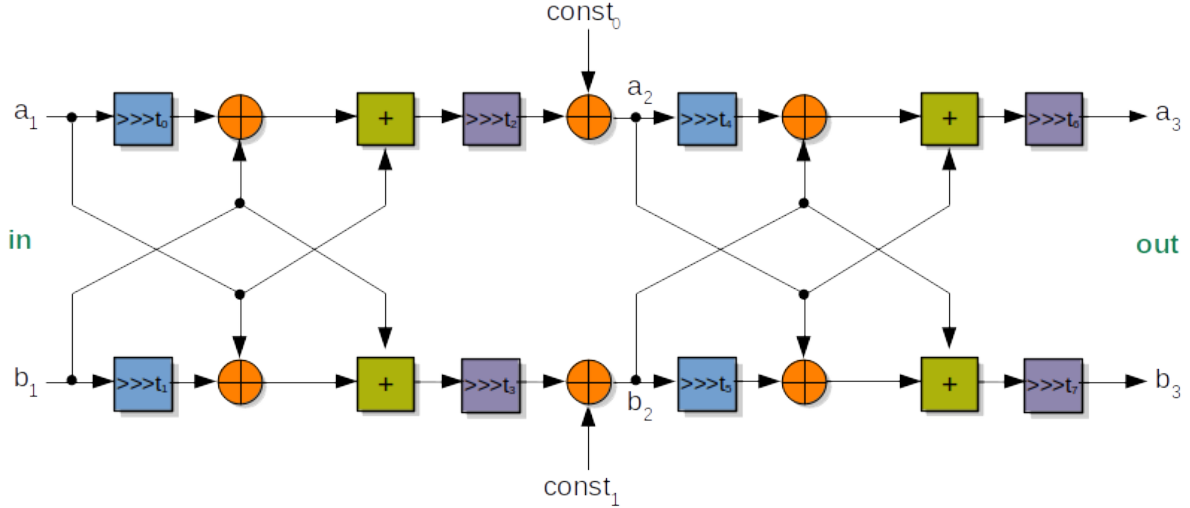 const₀
a₁ >>>t₀ + >>>t₂ a₂ >>>t₄ + >>>t₆ a₃
in out
b₁ >>>t₁ + >>>t₃ b₂ >>>t₅ + >>>t₇ b₃
const₁